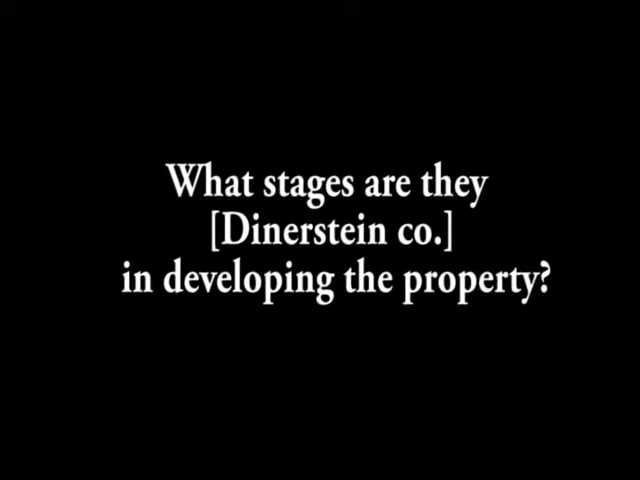 What stages are they
[Dinerstein co.]
in developing the property?